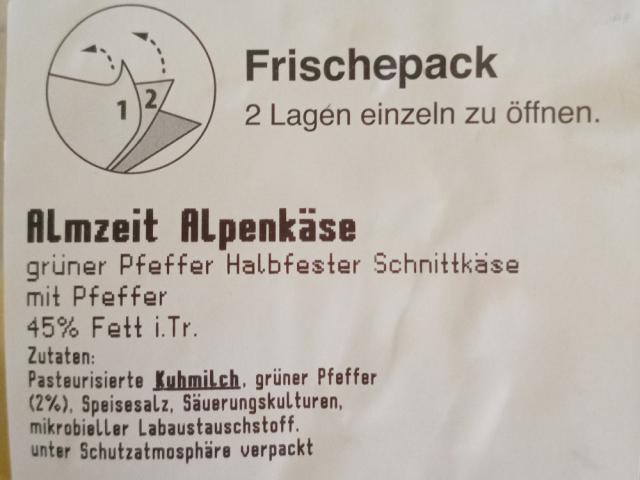 1 2
Frischepack
2 Lagen einzeln zu öffnen.
Almzeit Alpenkäse
grüner Pfeffer Halbfester Schnittkäse
mit Pfeffer
45% Fett i.Tr.
Zutaten:
Pasteurisierte Kuhmilch, grüner Pfeffer
(2%), Speisesalz, Säuerungskulturen,
mikrobieller Labaustauschstoff.
unter Schutzatmosphäre verpackt